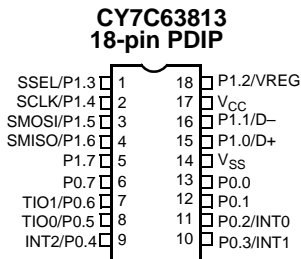 CY7C63813
18-pin PDIP
SSEL/P1.3 1 18 P1.2/VREG
SCLK/P1.4 2 17 VCC
SMOSI/P1.5 3 16 P1.1/D–
SMISO/P1.6 4 15 P1.0/D+
P1.7 5 14 VSS
P0.7 6 13 P0.0
TIO1/P0.6 7 12 P0.1
TIO0/P0.5 8 11 P0.2/INT0
INT2/P0.4 9 10 P0.3/INT1